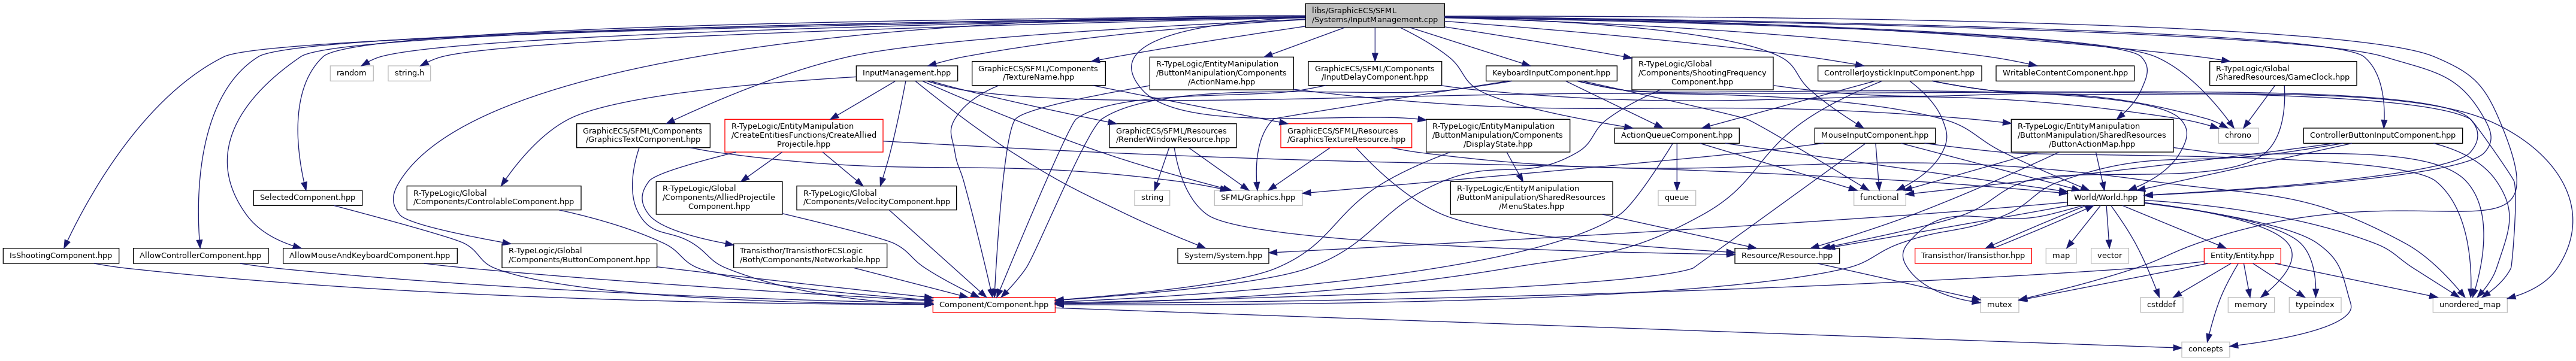 libs/GraphicECS/SFML
/Systems/InputManagement.cpp
random
string.h
InputManagement.hpp
GraphicECS/SFML/Components
/TextureName.hpp
R-TypeLogic/EntityManipulation
/ButtonManipulation/Components
/ActionName.hpp
GraphicECS/SFML/Components
/InputDelayComponent.hpp
KeyboardInputComponent.hpp
R-TypeLogic/Global
/Components/ShootingFrequency
Component.hpp
ControllerJoystickInputComponent.hpp
WritableContentComponent.hpp
R-TypeLogic/Global
/SharedResources/GameClock.hpp
GraphicECS/SFML/Components
/GraphicsTextComponent.hpp
R-TypeLogic/EntityManipulation
/CreateEntitiesFunctions/CreateAllied
Projectile.hpp
GraphicECS/SFML/Resources
/RenderWindowResource.hpp
GraphicECS/SFML/Resources
/GraphicsTextureResource.hpp
R-TypeLogic/EntityManipulation
/ButtonManipulation/Components
/DisplayState.hpp
ActionQueueComponent.hpp
MouseInputComponent.hpp
R-TypeLogic/EntityManipulation
/ButtonManipulation/SharedResources
/ButtonActionMap.hpp
chrono
ControllerButtonInputComponent.hpp
SelectedComponent.hpp
R-TypeLogic/Global
/Components/ControlableComponent.hpp
R-TypeLogic/Global
/Components/AlliedProjectile
Component.hpp
R-TypeLogic/Global
/Components/VelocityComponent.hpp
string
SFML/Graphics.hpp
R-TypeLogic/EntityManipulation
/ButtonManipulation/SharedResources
/MenuStates.hpp
queue
functional
World/World.hpp
IsShootingComponent.hpp
AllowControllerComponent.hpp
AllowMouseAndKeyboardComponent.hpp
R-TypeLogic/Global
/Components/ButtonComponent.hpp
Transisthor/TransisthorECSLogic
/Both/Components/Networkable.hpp
System/System.hpp
Resource/Resource.hpp
Transisthor/Transisthor.hpp
map
vector
Entity/Entity.hpp
Component/Component.hpp
mutex
cstddef
memory
typeindex
unordered_map
concepts